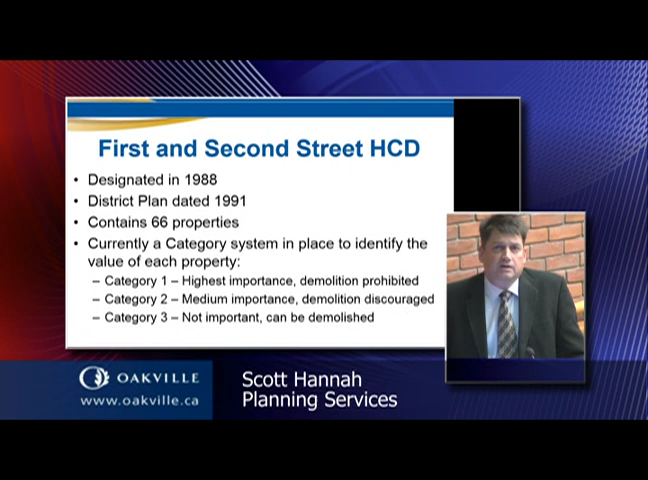 First and Second Street HCD
• Designated in 1988
• District Plan dated 1991
• Contains 66 properties
• Currently a Category system in place to identify the
value of each property:
– Category 1 – Highest importance, demolition prohibited
– Category 2 – Medium importance, demolition discouraged
– Category 3 – Not important, can be demolished
OAKVILLE
www.oakville.ca
Scott Hannah
Planning Services